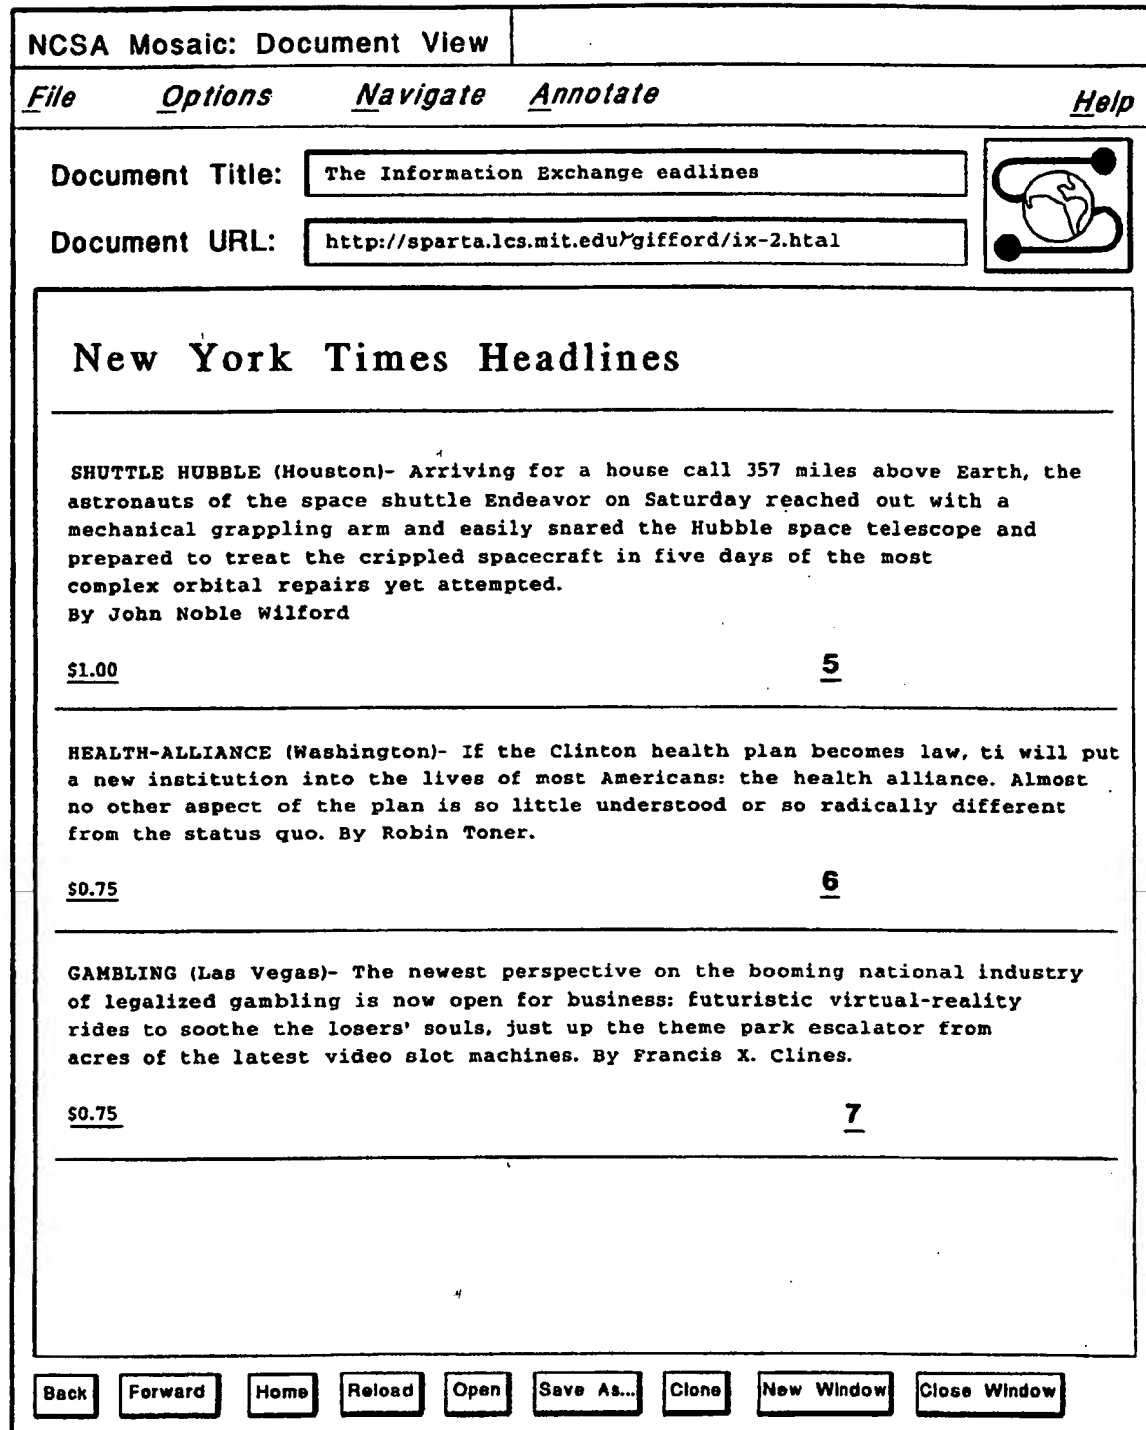 NCSA Mosaic: Document View
File Options Navigate Annotate Help
Document Title: The Information Exchange eadlines
Document URL: http://sparta.lcs.mit.edu/~gifford/ix-2.htal
New York Times Headlines
SHUTTLE HUBBLE (Houston)- Arriving for a house call 357 miles above Earth, the
astronauts of the space shuttle Endeavor on Saturday reached out with a
mechanical grappling arm and easily snared the Hubble space telescope and
prepared to treat the crippled spacecraft in five days of the most
complex orbital repairs yet attempted.
By John Noble Wilford
$1.00 5
HEALTH-ALLIANCE (Washington)- If the Clinton health plan becomes law, ti will put
a new institution into the lives of most Americans: the health alliance. Almost
no other aspect of the plan is so little understood or so radically different
from the status quo. By Robin Toner.
$0.75 6
GAMBLING (Las Vegas)- The newest perspective on the booming national industry
of legalized gambling is now open for business: futuristic virtual-reality
rides to soothe the losers' souls, just up the theme park escalator from
acres of the latest video slot machines. By Francis X. Clines.
$0.75 7
Back Forward Home Reload Open Save As... Clone New Window Close Window